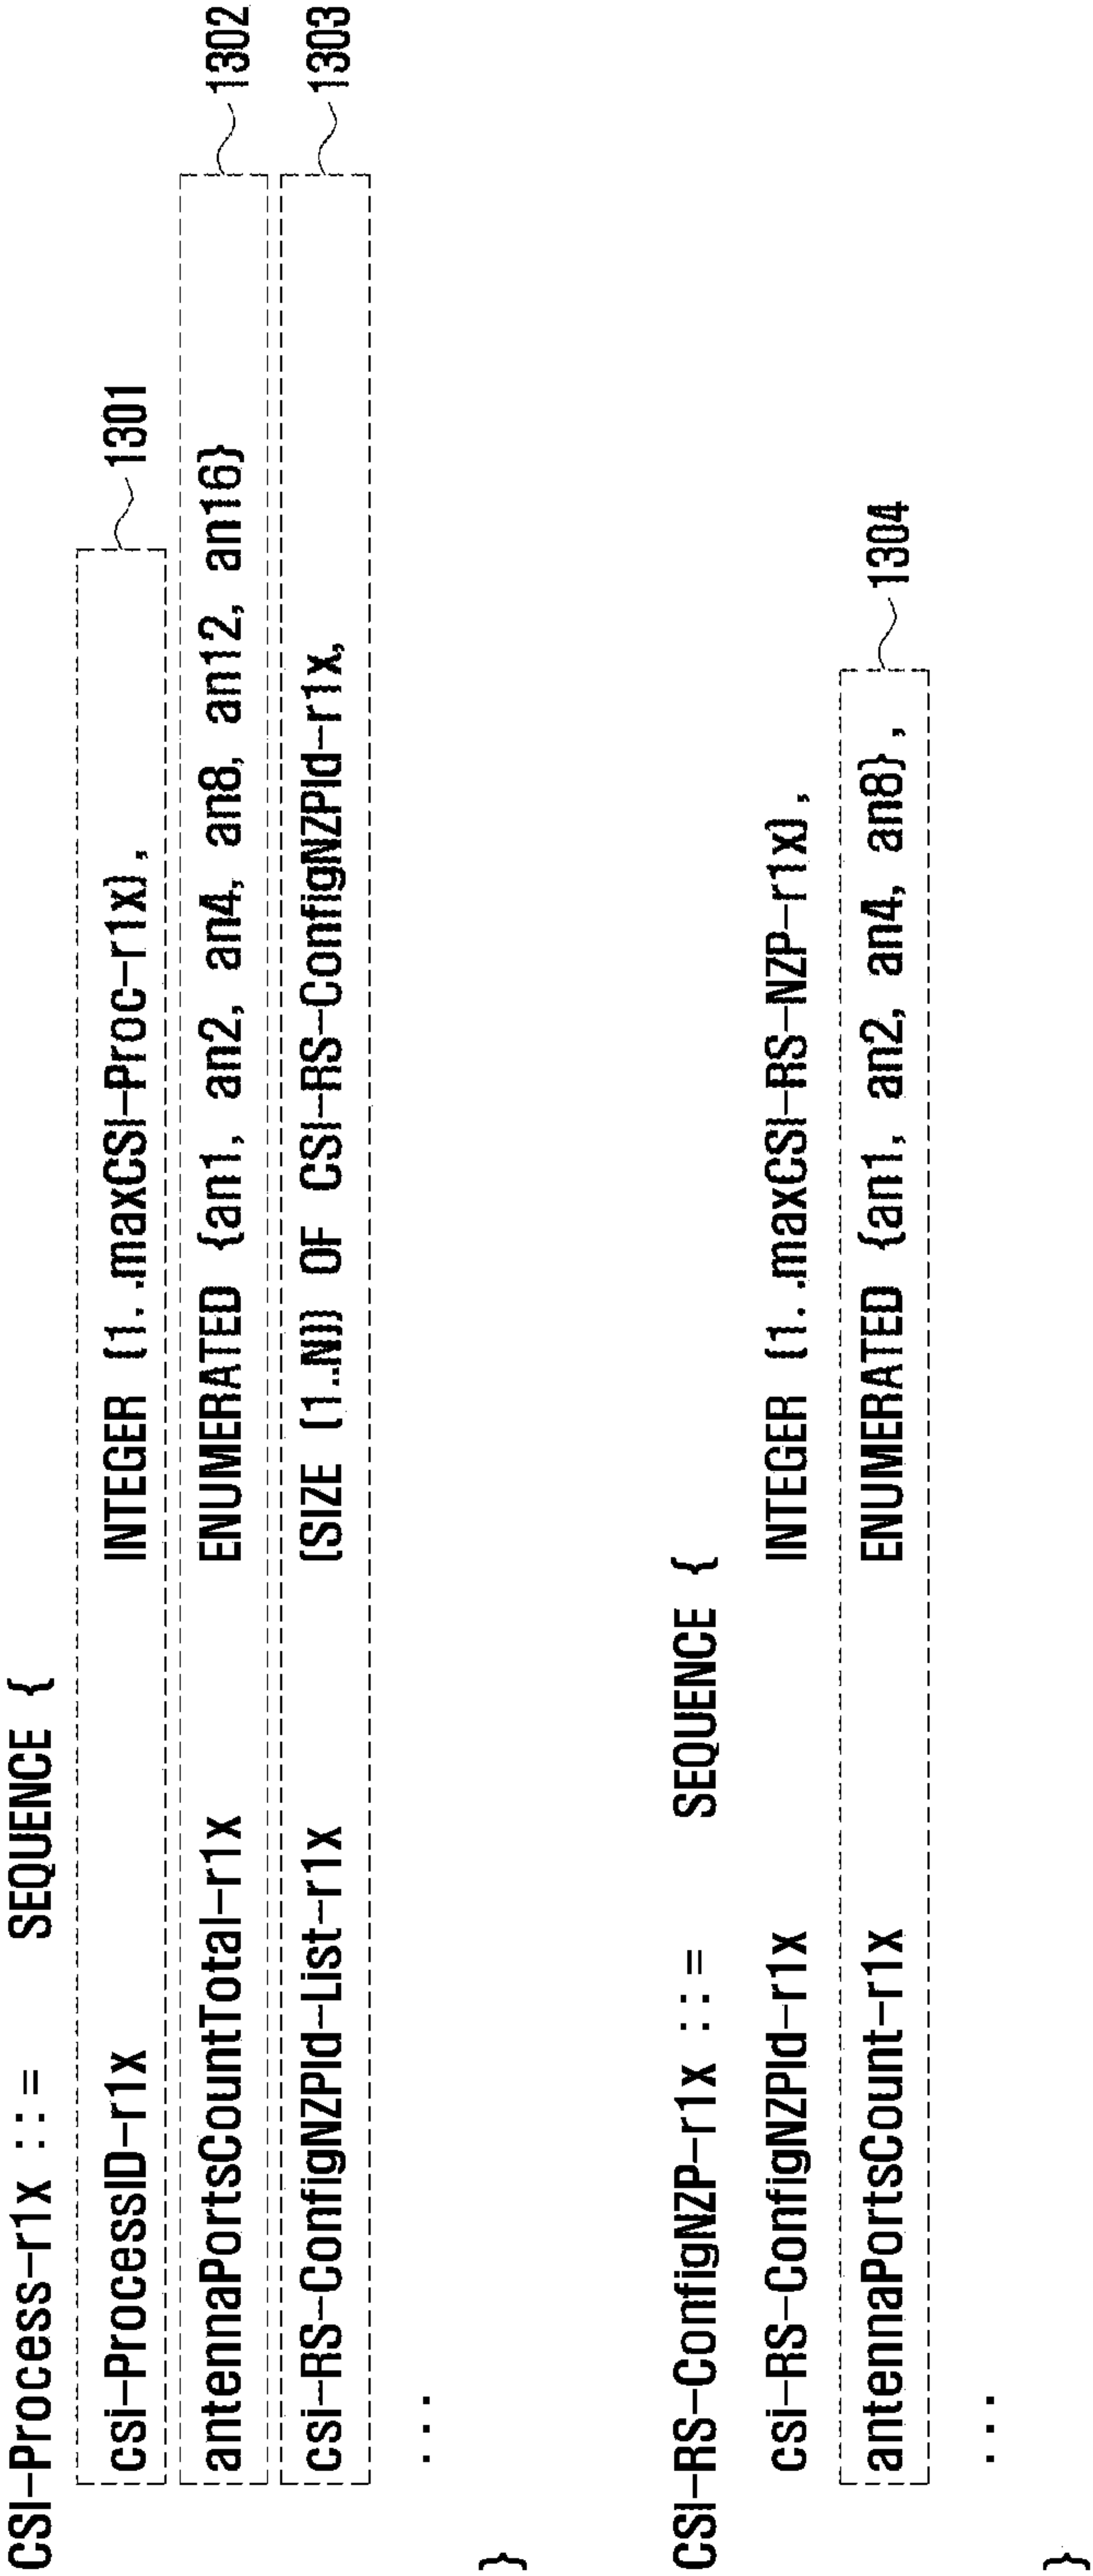 CSI-Process-r1x ::= SEQUENCE {
csi-ProcessID-r1x INTEGER (1..maxCSI-Proc-r1x), 1301
antennaPortsCountTotal-r1x ENUMERATED {an1, an2, an4, an8, an12, an16} 1302
csi-RS-ConfigNZPId-List-r1x (SIZE (1..N)) OF CSI-RS-ConfigNZPId-r1x, 1303
...
}
CSI-RS-ConfigNZP-r1x ::= SEQUENCE {
csi-RS-ConfigNZPId-r1x INTEGER (1..maxCSI-RS-NZP-r1x),
antennaPortsCount-r1x ENUMERATED {an1, an2, an4, an8}, 1304
...
}